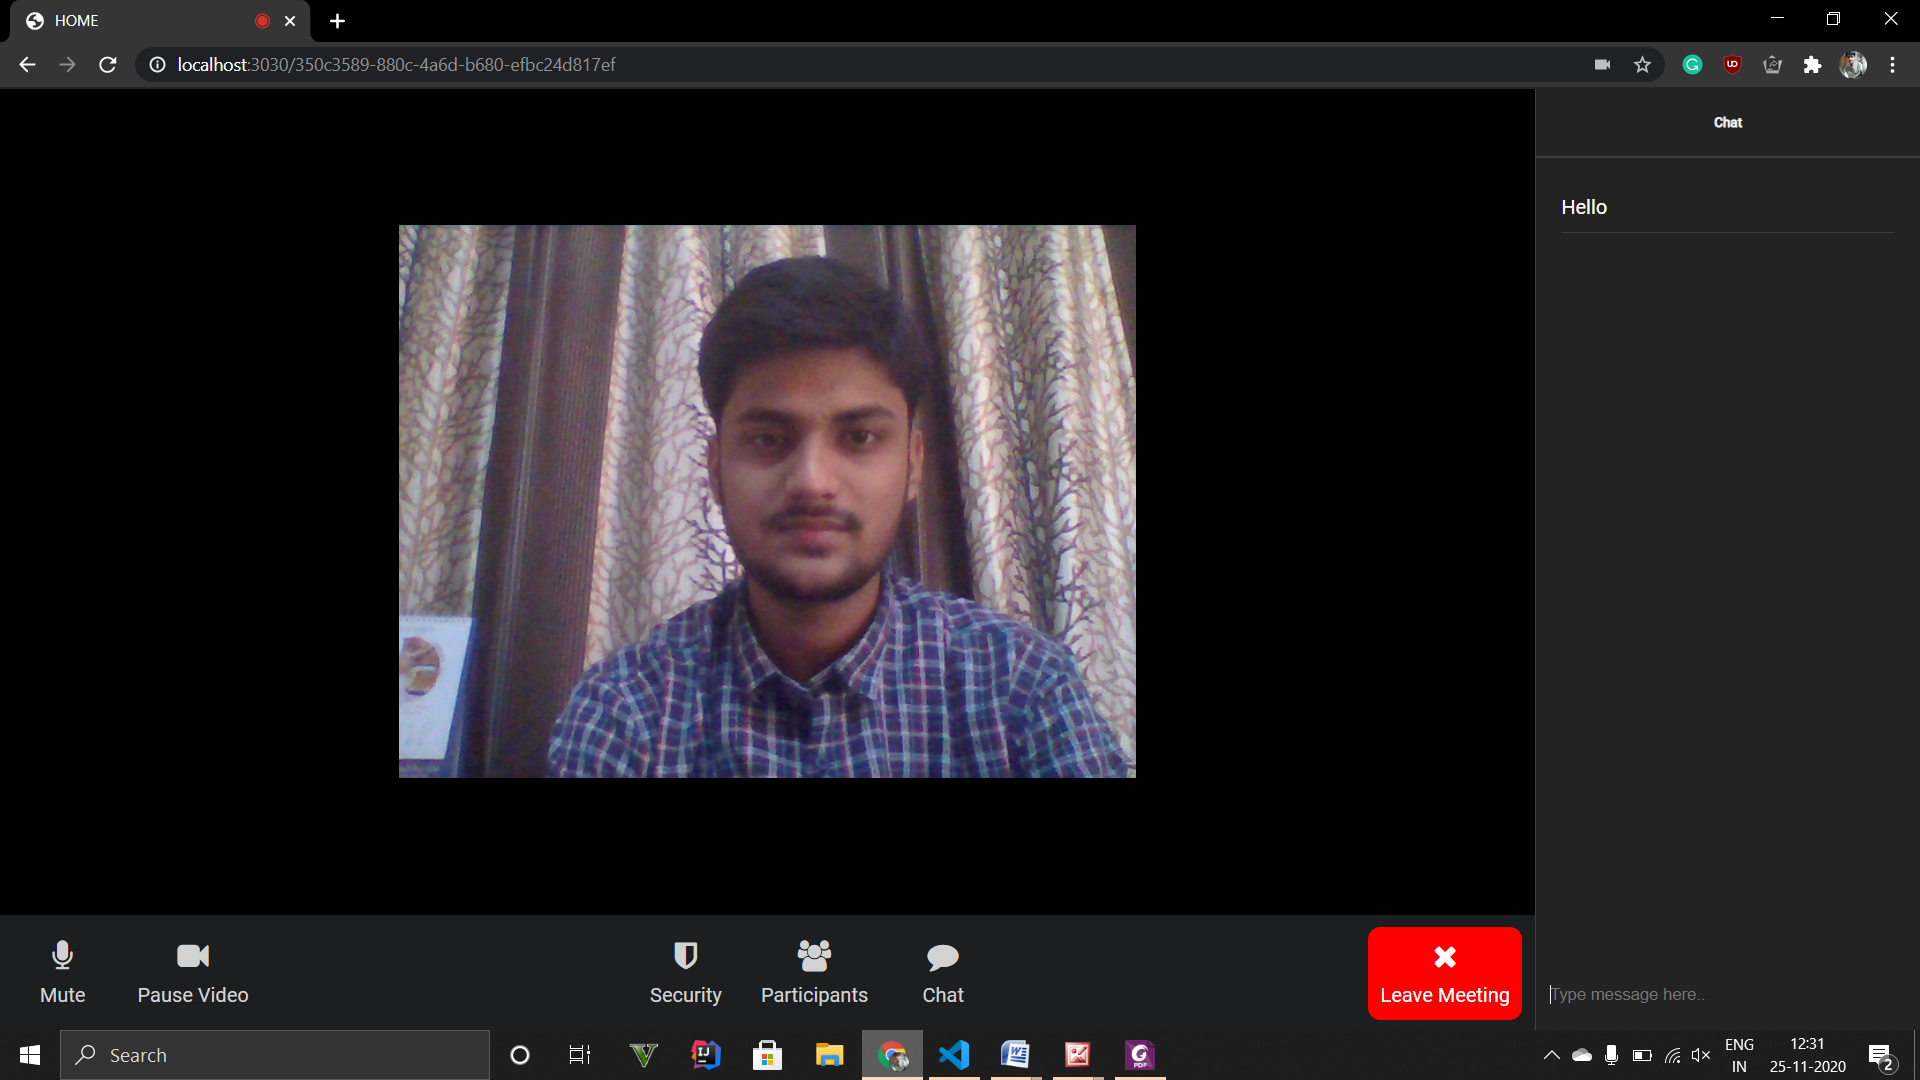 HOME
localhost:3030/350c3589-880c-4a6d-b680-efbc24d817ef
Chat
Hello
Mute
Pause Video
Security
Participants
Chat
Leave Meeting
Type message here..
Search
ENG
IN
12:31
25-11-2020
2